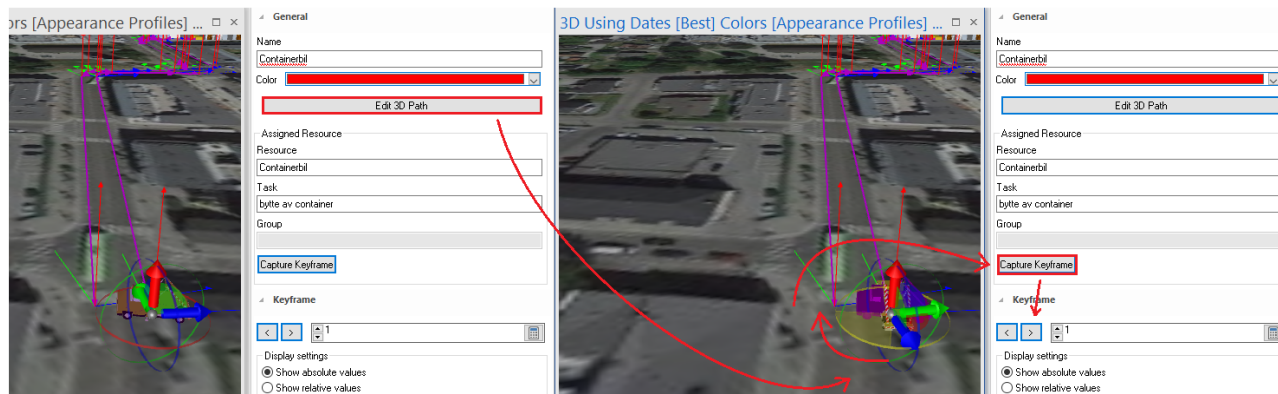 ors [Appearance Profiles] ...
General
Name
Containerbil
Color
Edit 3D Path
Assigned Resource
Resource
Containerbil
Task
bytte av container
Group
Capture Keyframe
Keyframe
< > 1
Display settings
Show absolute values
Show relative values
3D Using Dates [Best] Colors [Appearance Profiles] ...
General
Name
Containerbil
Color
Edit 3D Path
Assigned Resource
Resource
Containerbil
Task
bytte av container
Group
Capture Keyframe
Keyframe
< > 1
Display settings
Show absolute values
Show relative values